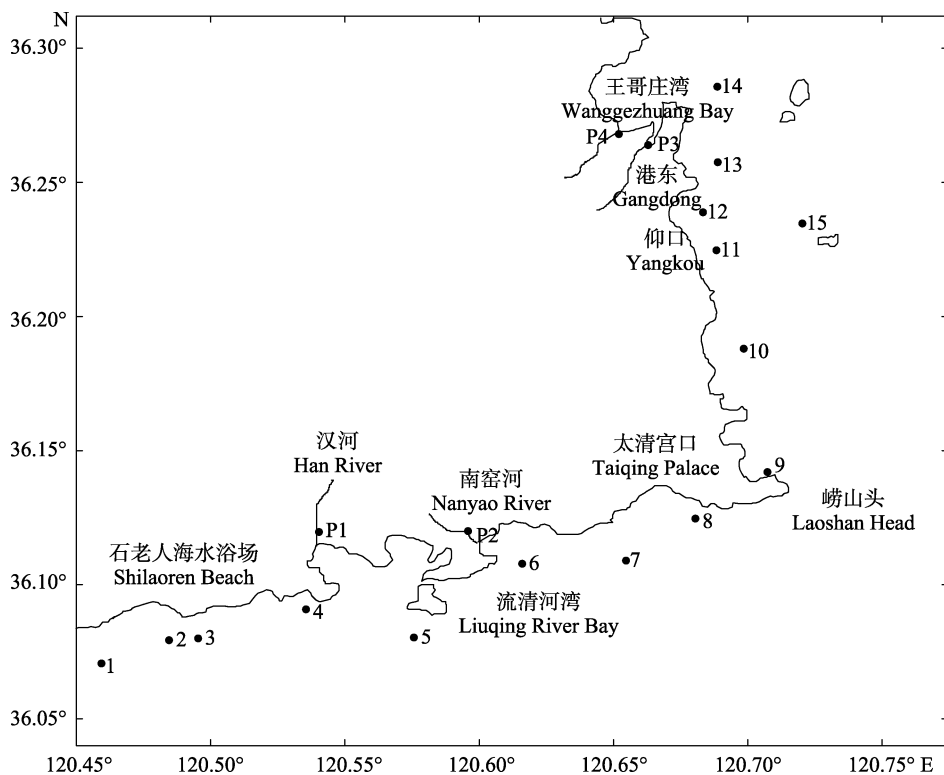 N
36.30°
王哥庄湾
14
Wanggezhuang Bay
P4
P3
13
36.25°
港东
Gangdong
12
15
仰口
11
Yangkou
36.20°
10
汉河
Han River
太清宫口
Taiqing Palace
36.15°
9
南窑河
Nanyao River
崂山头
Laoshan Head
8
P1
P2
石老人海水浴场
Shilaoren Beach
6
7
36.10°
流清河湾
Liuqing River Bay
4
5
2
3
1
36.05°
120.45°
120.50°
120.55°
120.60°
120.65°
120.70°
120.75° E